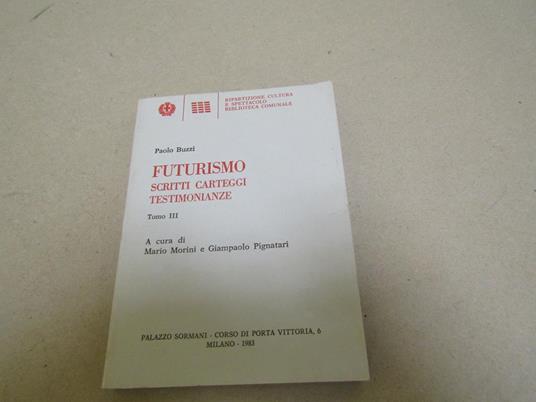 RIPARTIZIONE CULTURA
E SPETTACOLO
BIBLIOTECA COMUNALE
Paolo Buzzi
FUTURISMO
SCRITTI CARTEGGI
TESTIMONIANZE
Tomo III
A cura di
Mario Morini e Giampaolo Pignatari
PALAZZO SORMANI - CORSO DI PORTA VITTORIA, 6
MILANO - 1983